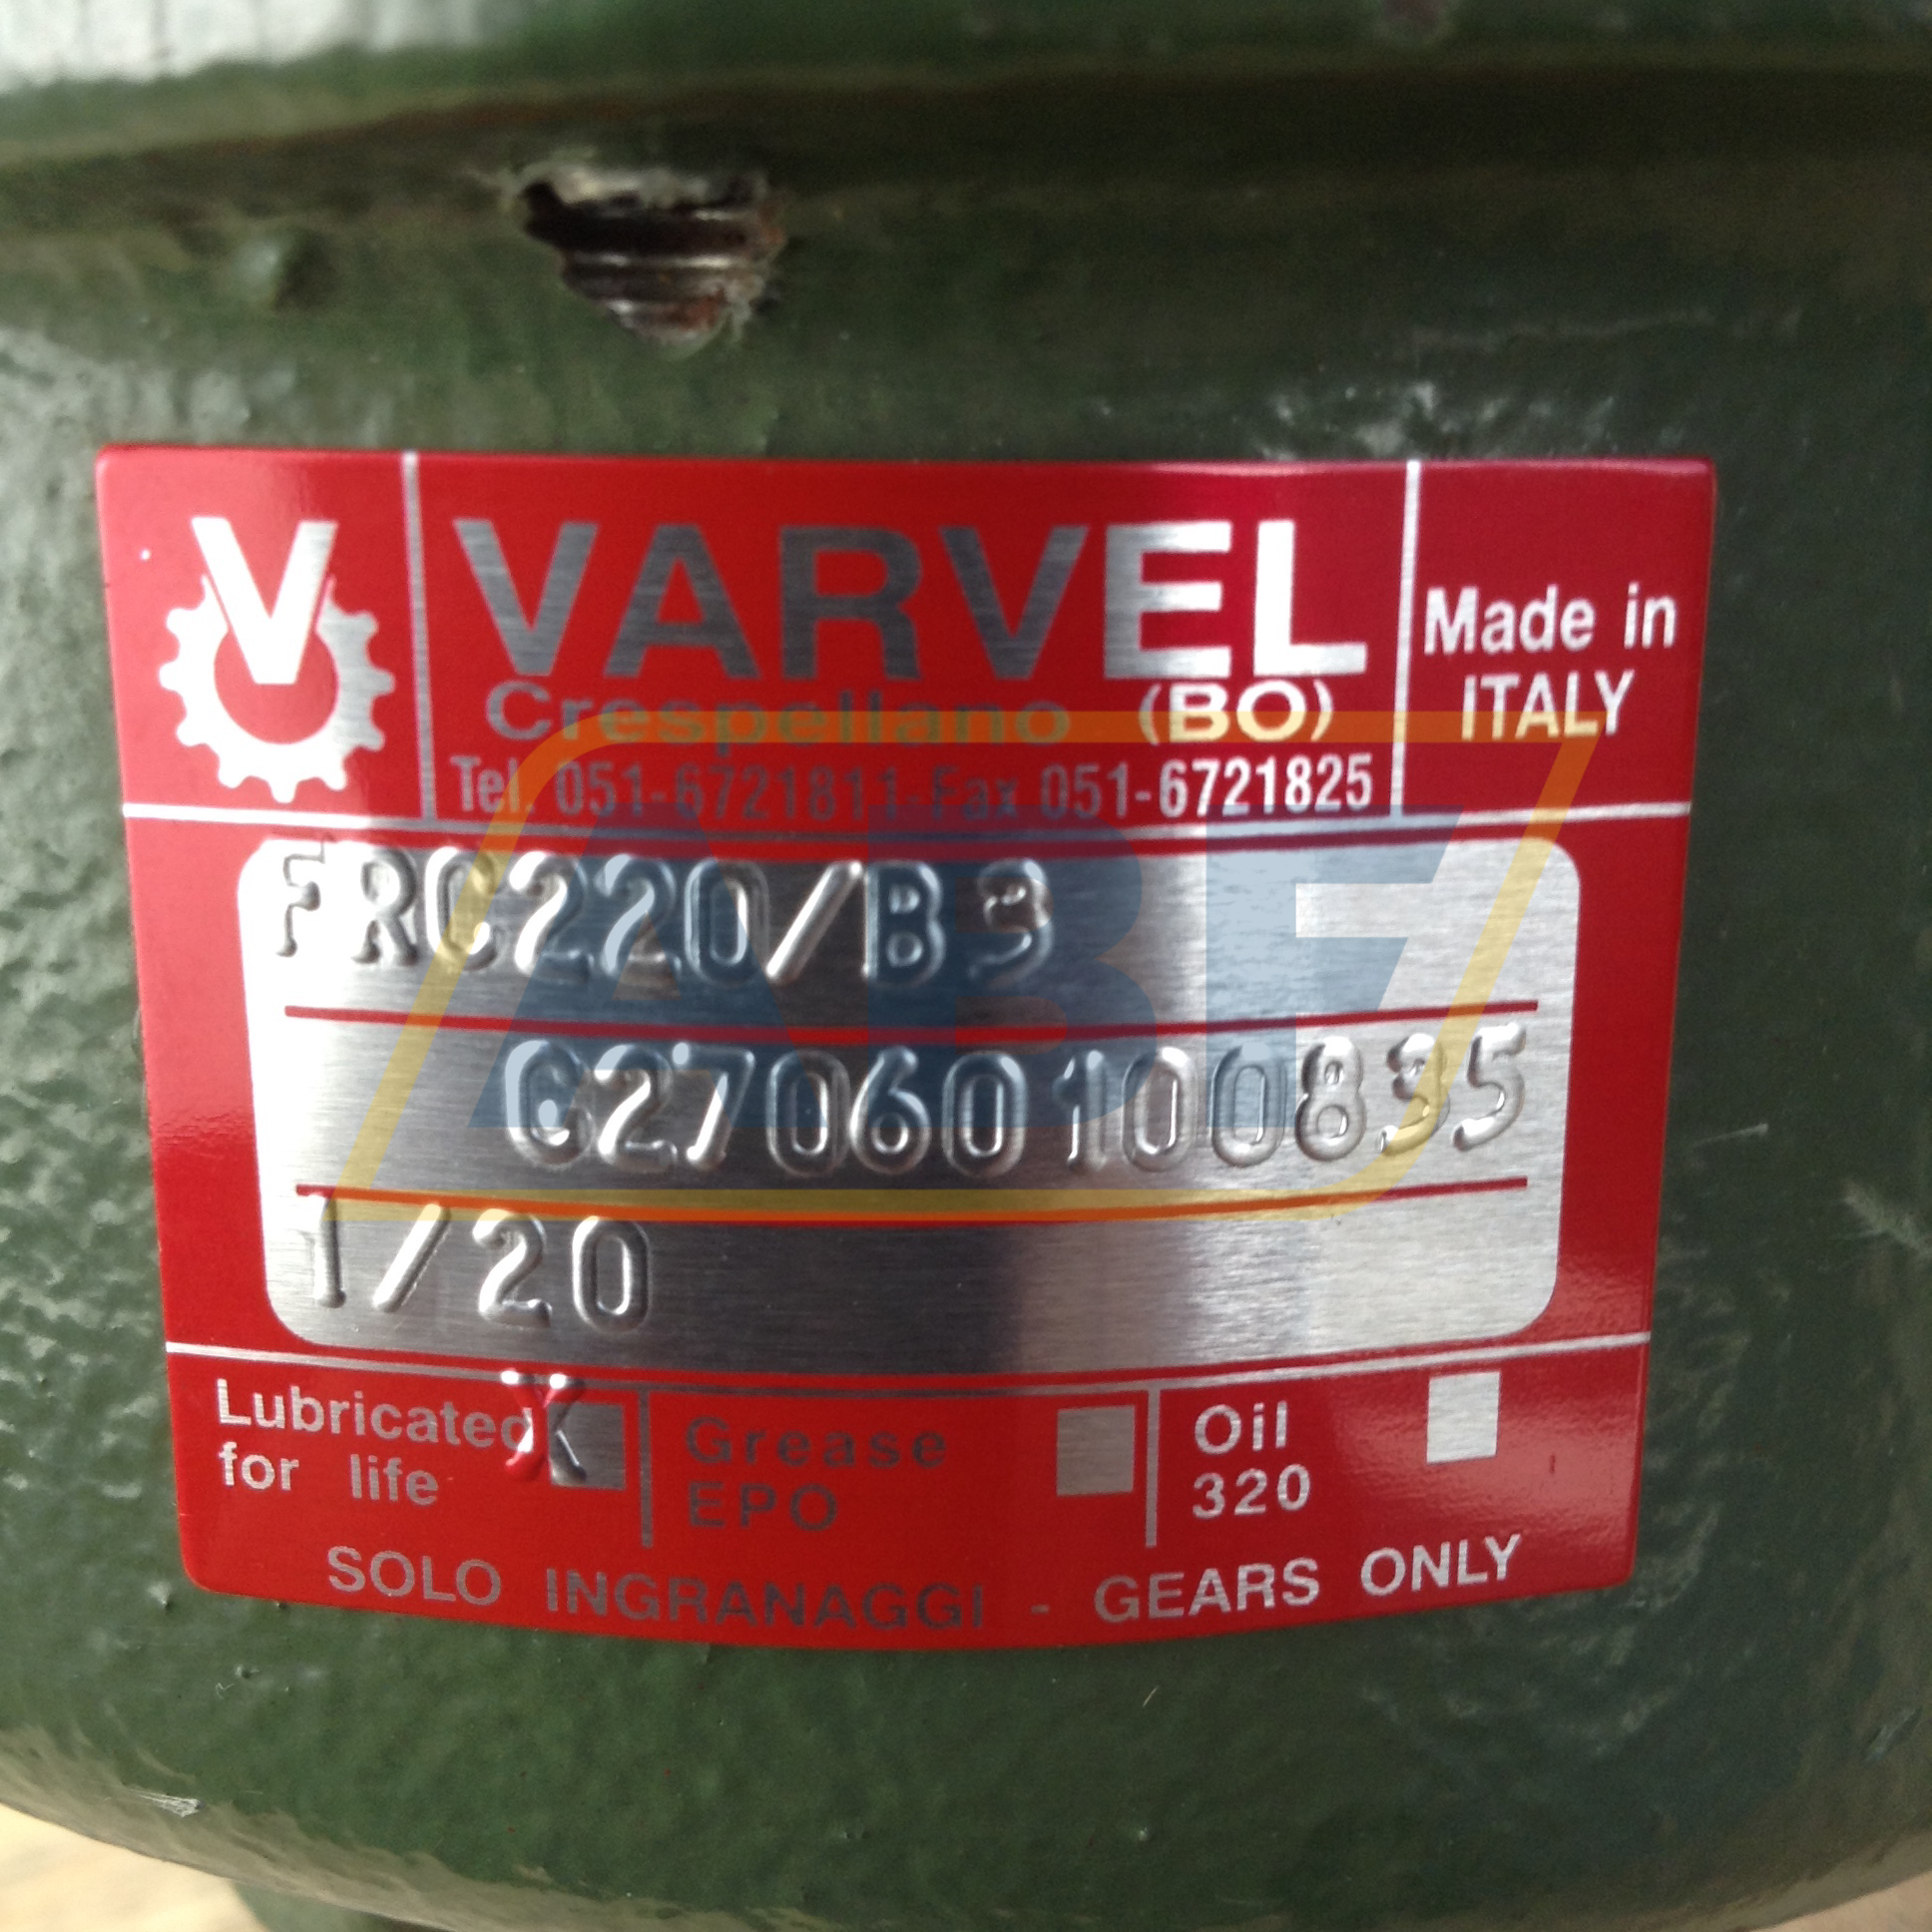 V
VARVEL
Crespellano (BO)
Tel. 051-6721811-Fax 051-6721825
Made in
ITALY
FRC220/B3
C27060100835
1/20
Lubricated X
for life
Grease
EPO
Oil
320
SOLO INGRANAGGI - GEARS ONLY
ABF